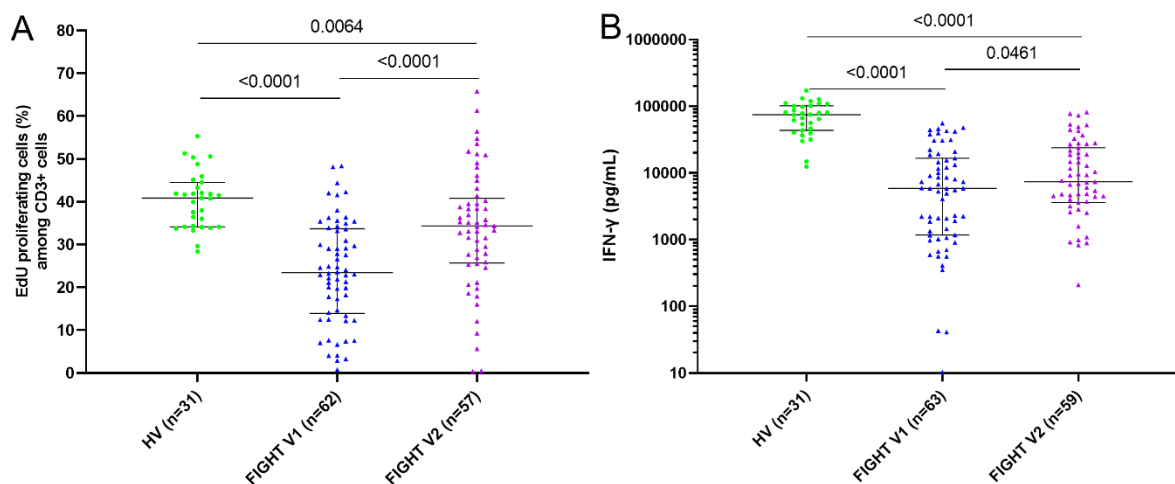 A
EdU proliferating cells (%)
among CD3+ cells
80
70
60
50
40
30
20
10
0
0.0064
<0.0001
<0.0001
HV (n=31)
FIGHT V1 (n=62)
FIGHT V2 (n=57)
B
IFN-γ (pg/mL)
1000000
100000
10000
1000
100
10
<0.0001
<0.0001
0.0461
HV (n=31)
FIGHT V1 (n=63)
FIGHT V2 (n=59)